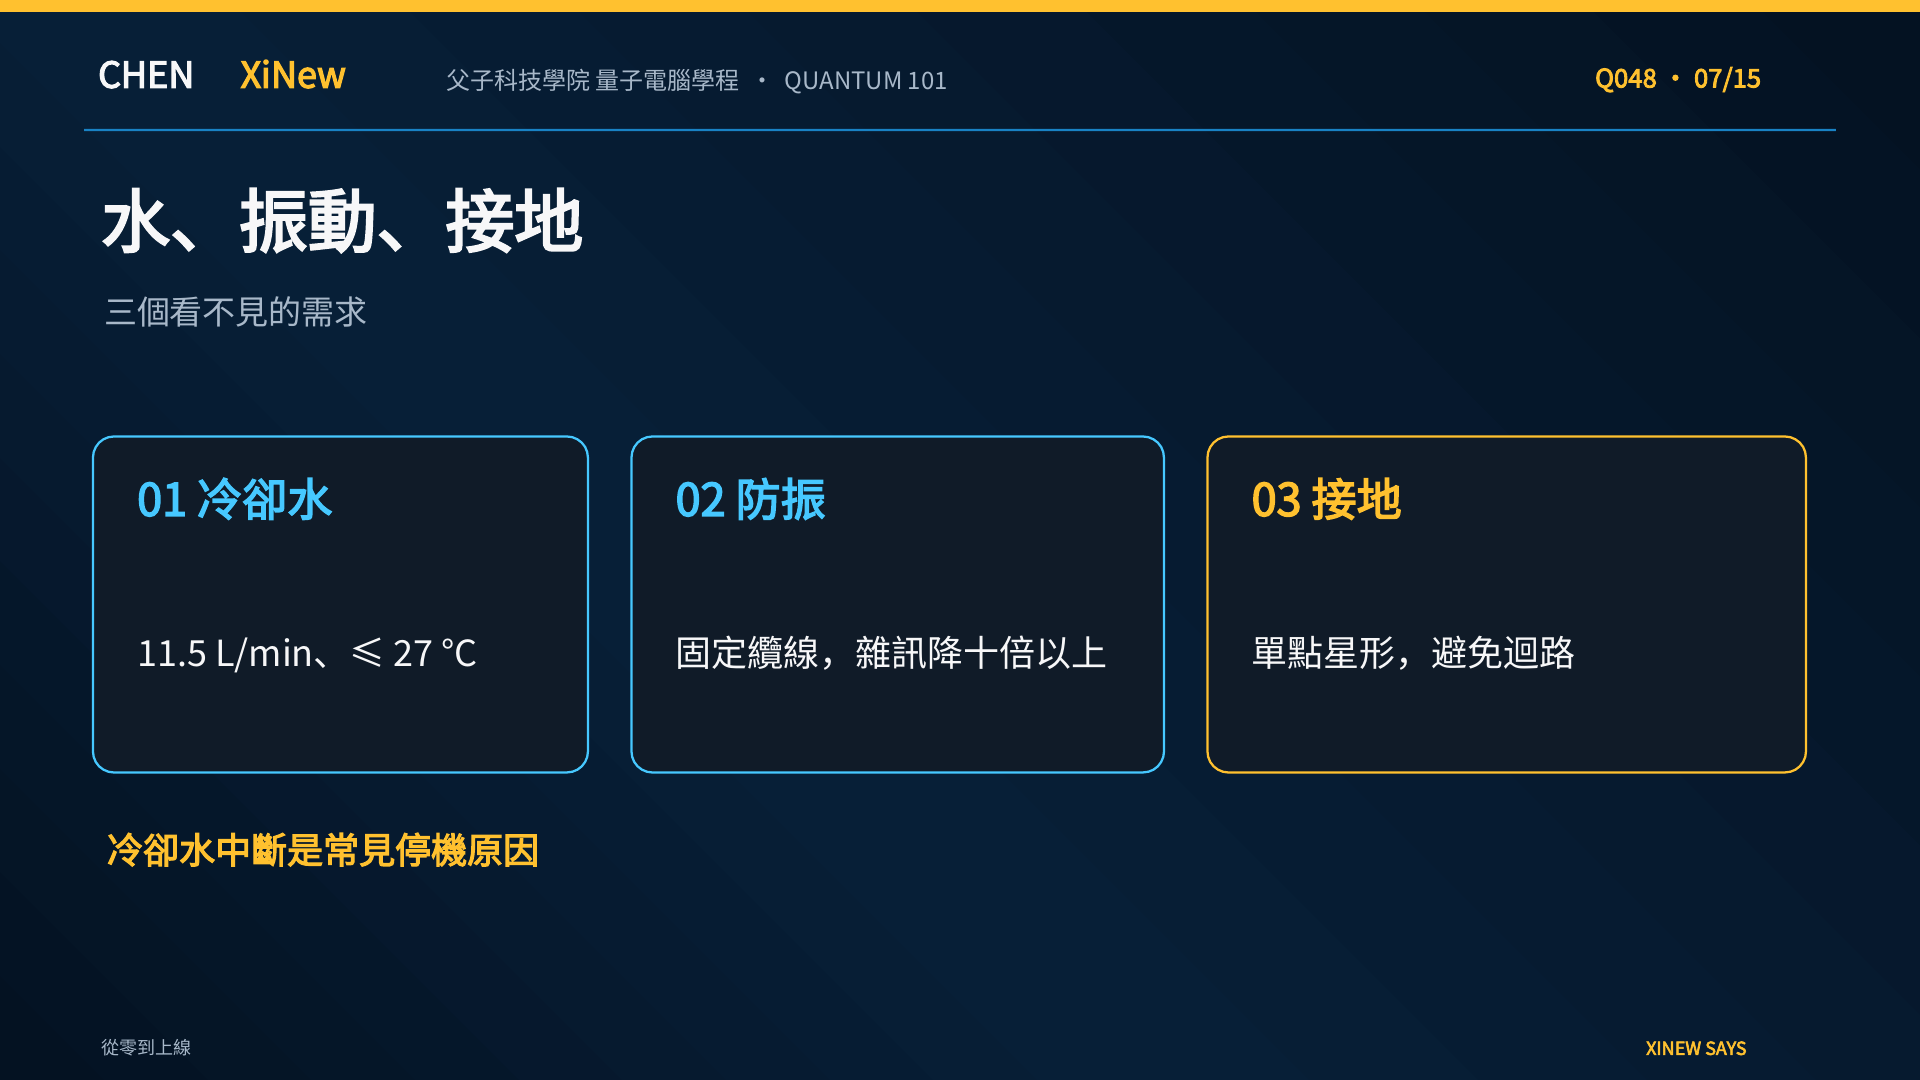 CHEN XiNew 父子科技學院 量子電腦學程 · QUANTUM 101 Q048 · 07/15
水、振動、接地
三個看不見的需求
01 冷卻水
11.5 L/min、≤ 27 °C
02 防振
固定纜線，雜訊降十倍以上
03 接地
單點星形，避免迴路
冷卻水中斷是常見停機原因
從零到上線
XINEW SAYS